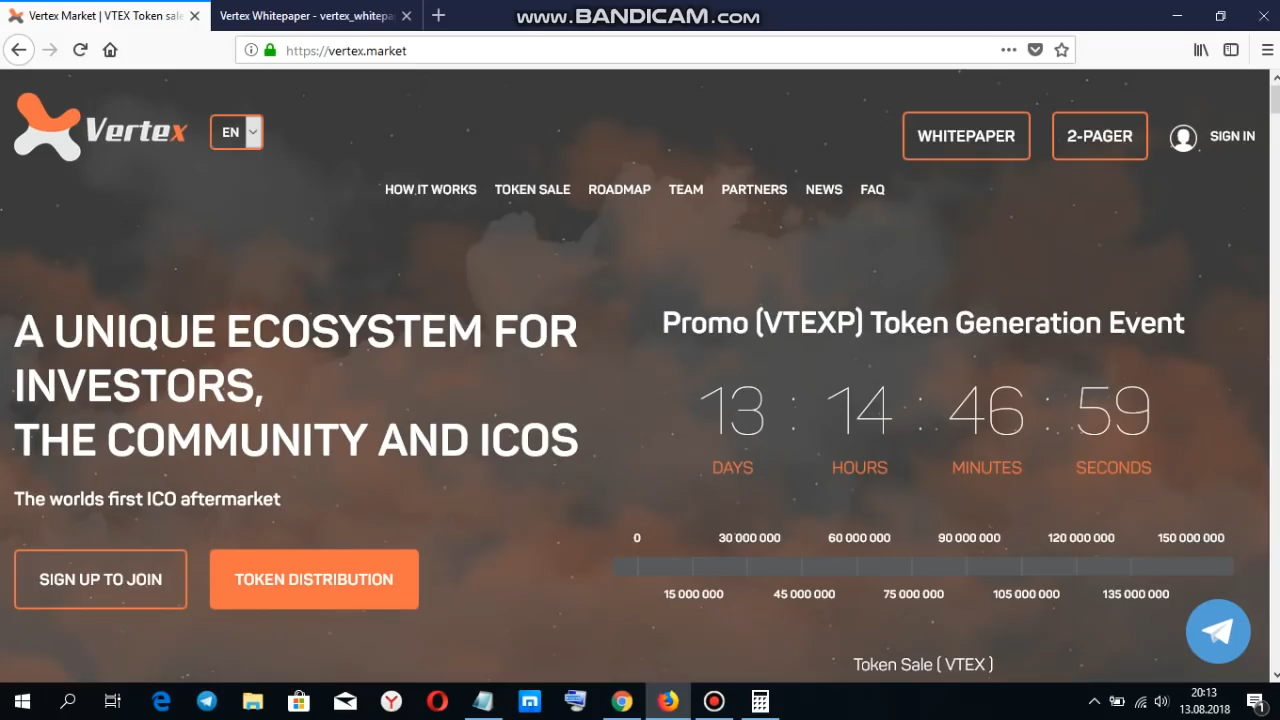 Vertex Market | VTEX Token sale
Vertex Whitepaper - vertex_whitepa
www.BANDICAM.com
https://vertex.market
Vertex
EN
WHITEPAPER
2-PAGER
SIGN IN
HOW IT WORKS
TOKEN SALE
ROADMAP
TEAM
PARTNERS
NEWS
FAQ
A UNIQUE ECOSYSTEM FOR
INVESTORS,
THE COMMUNITY AND ICOS
The worlds first ICO aftermarket
SIGN UP TO JOIN
TOKEN DISTRIBUTION
Promo (VTEXP) Token Generation Event
13 : 14 : 46 : 59
DAYS HOURS MINUTES SECONDS
0 30 000 000 60 000 000 90 000 000 120 000 000 150 000 000
15 000 000 45 000 000 75 000 000 105 000 000 135 000 000
Token Sale ( VTEX )
20:13
13.08.2018
1